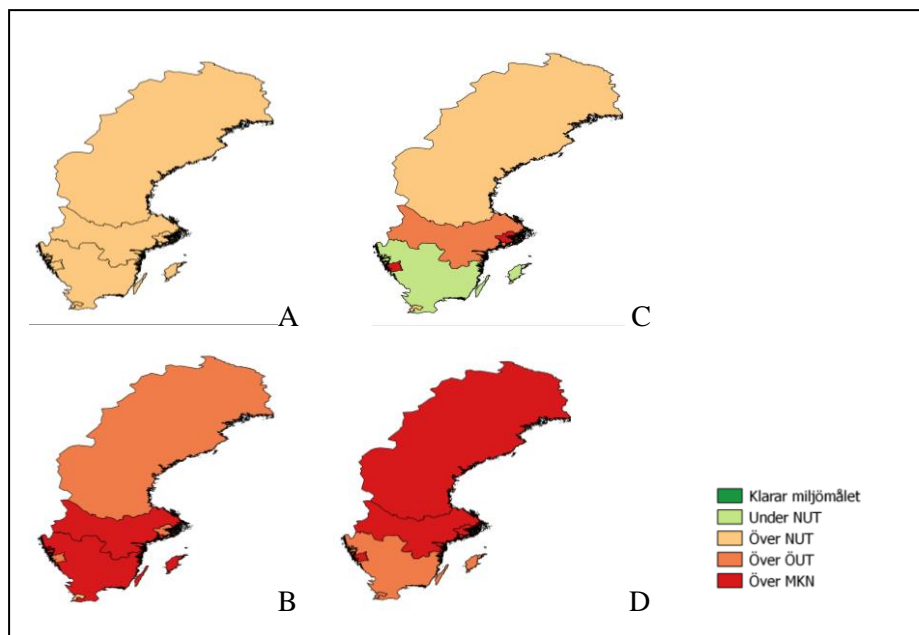 A
C
B
D
Klarar miljömålet
Under NUT
Över NUT
Över ÖUT
Över MKN